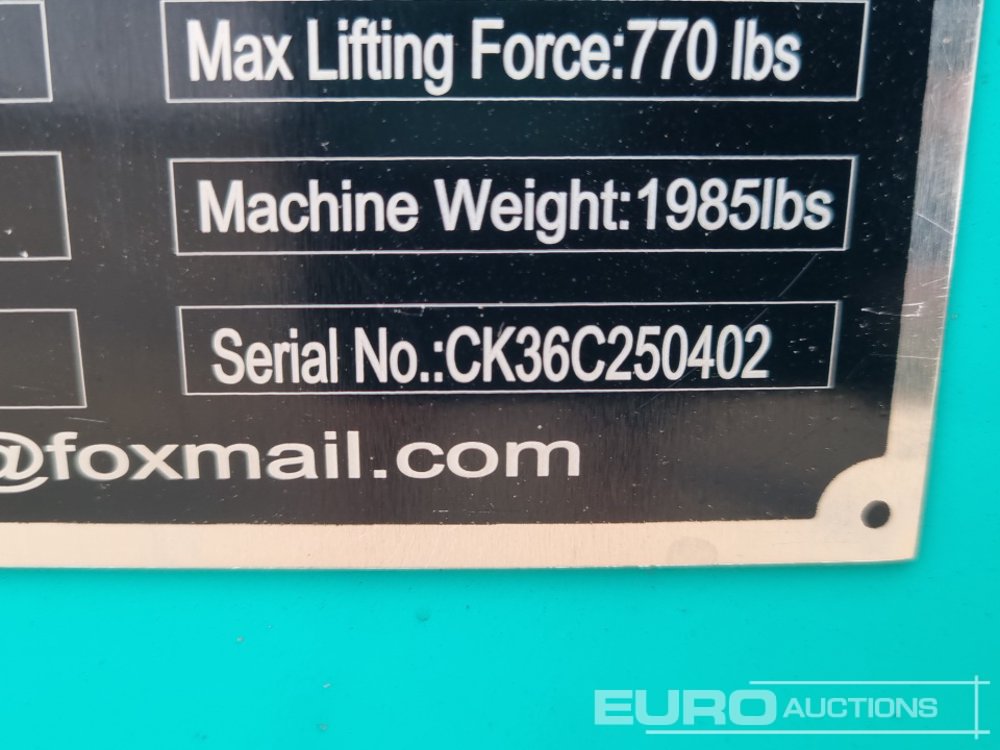 Max Lifting Force:770 lbs
Machine Weight:1985lbs
Serial No.:CK36C250402
@foxmail.com
EURO AUCTIONS